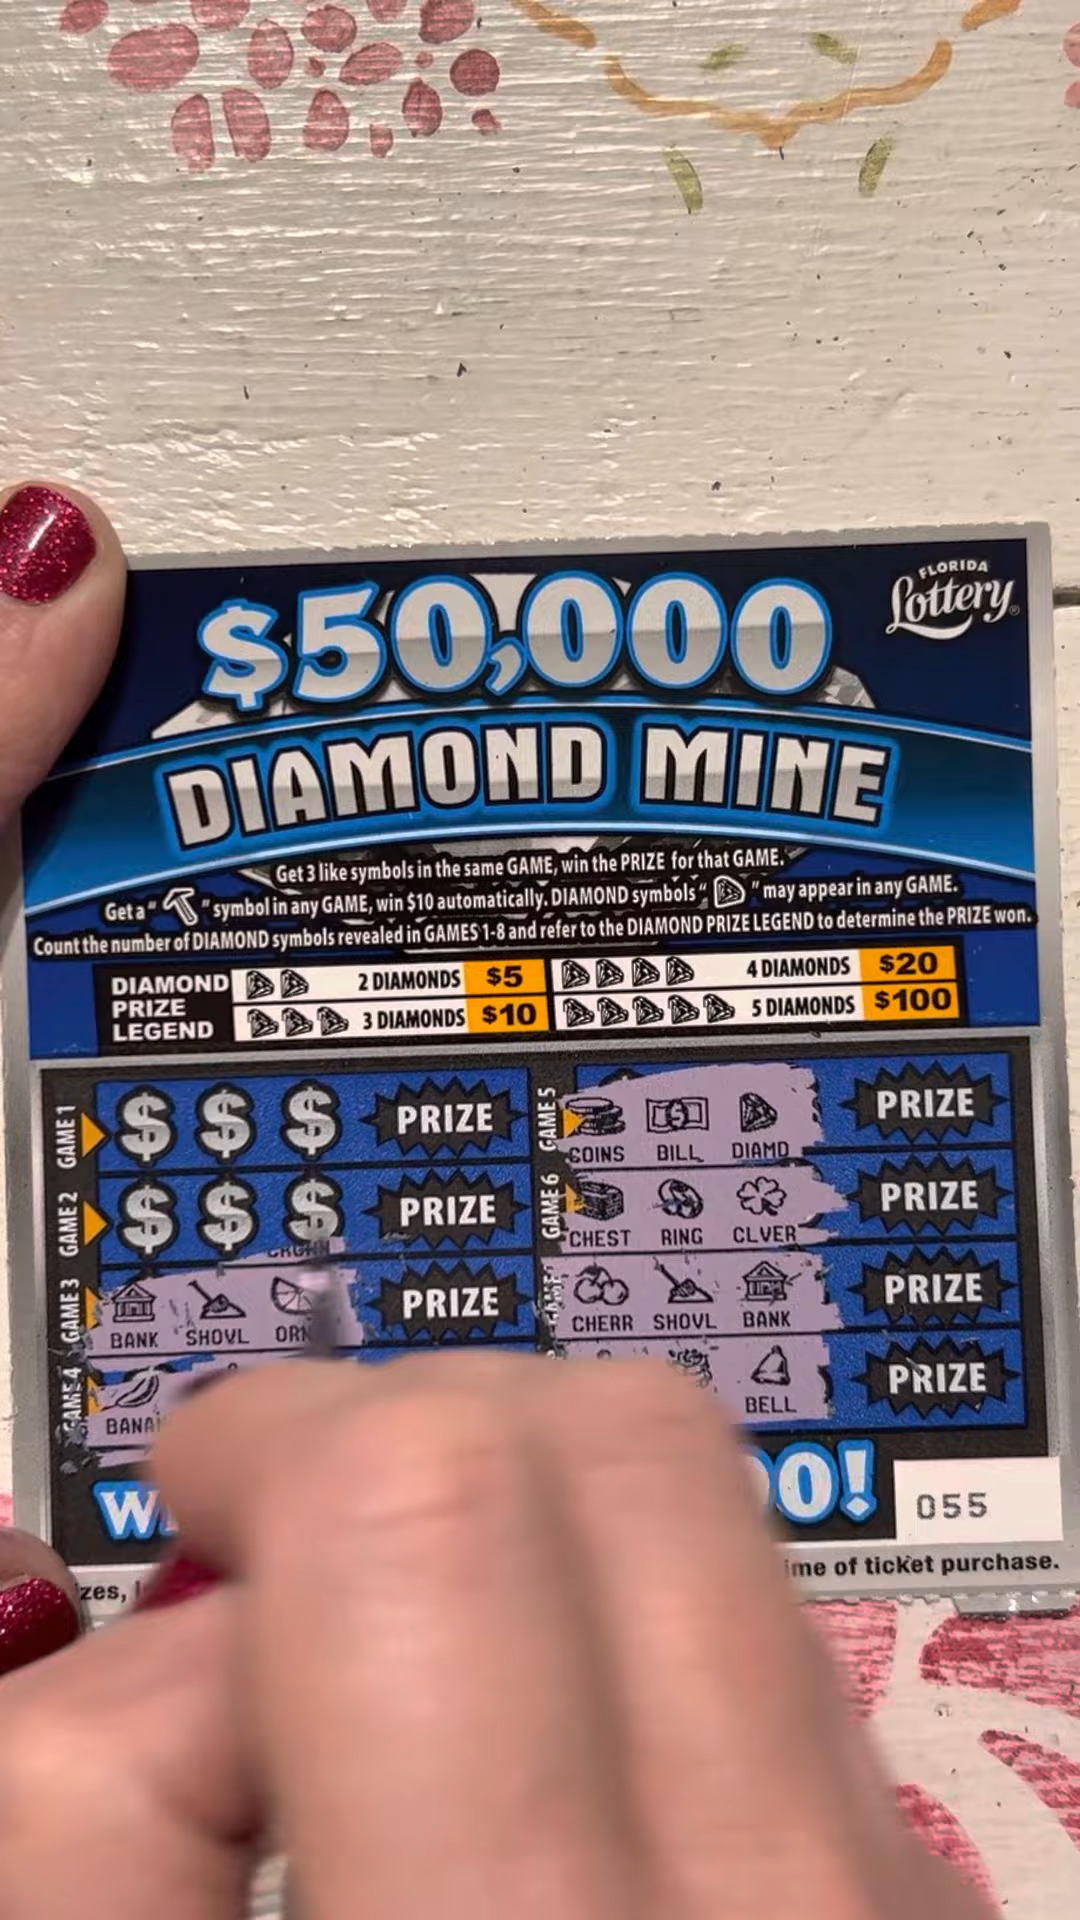 FLORIDA
Lottery®
$50,000
DIAMOND MINE
Get 3 like symbols in the same GAME, win the PRIZE for that GAME.
Get a " " symbol in any GAME, win $10 automatically. DIAMOND symbols " " may appear in any GAME.
Count the number of DIAMOND symbols revealed in GAMES 1-8 and refer to the DIAMOND PRIZE LEGEND to determine the PRIZE won.
DIAMOND PRIZE LEGEND
2 DIAMONDS $5
3 DIAMONDS $10
4 DIAMONDS $20
5 DIAMONDS $100
GAME 1 $ $ $ PRIZE
GAME 2 $ $ $ PRIZE
GAME 3 PRIZE
BANK SHOVL
GAME 4
GAME 5 PRIZE
COINS BILL DIAMD
GAME 6 PRIZE
CHEST RING CLVER
PRIZE
CHERR SHOVL BANK
PRIZE
BELL
055
of ticket purchase.